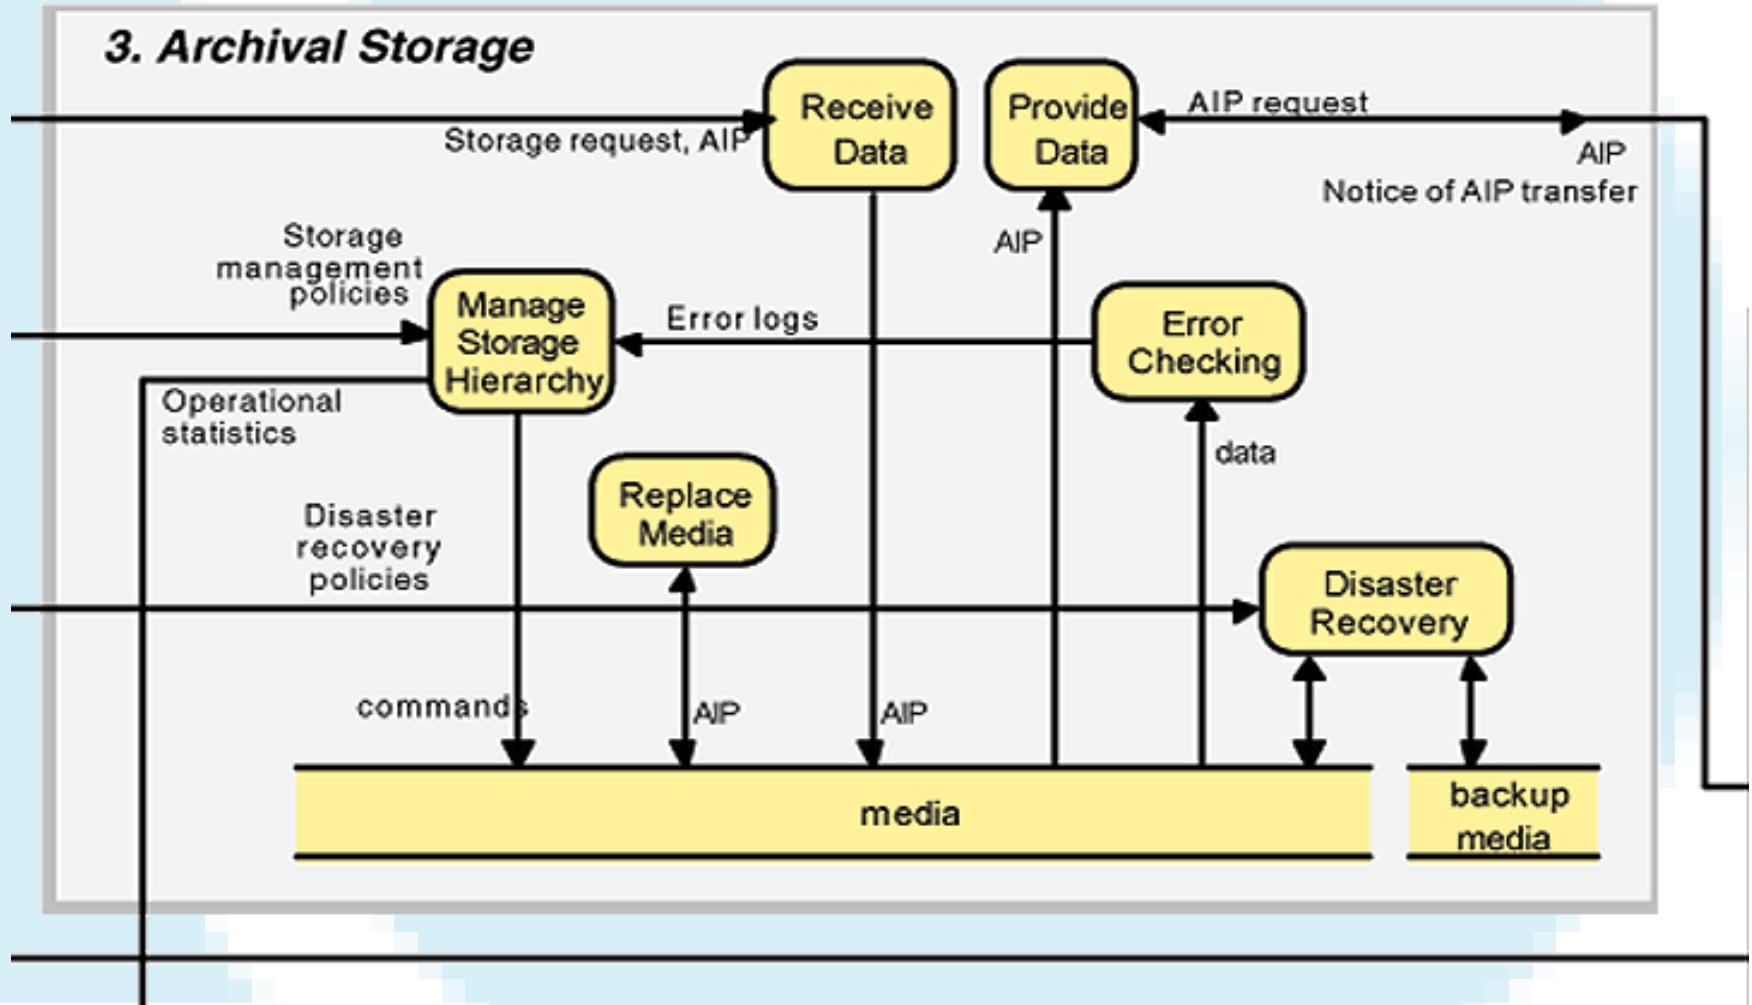 3. Archival Storage
Receive
Data
Provide
Data
AIP request
Storage request, AIP
AIP
Notice of AIP transfer
Storage
management
policies
AIP
Manage
Storage
Hierarchy
Error logs
Error
Checking
Operational
statistics
data
Replace
Media
Disaster
recovery
policies
Disaster
Recovery
commands
AIP
AIP
media
backup
media